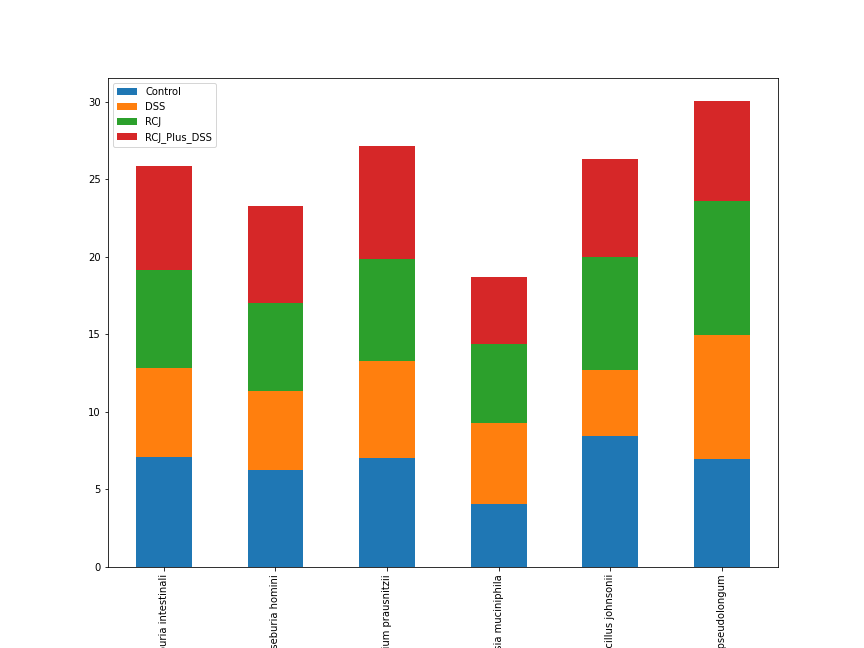 Control
DSS
RCJ
RCJ_Plus_DSS
30
25
20
15
10
5
0
uria intestinali
seburia homini
ium prausnitzii
sia muciniphila
cillus johnsonii
pseudolongum